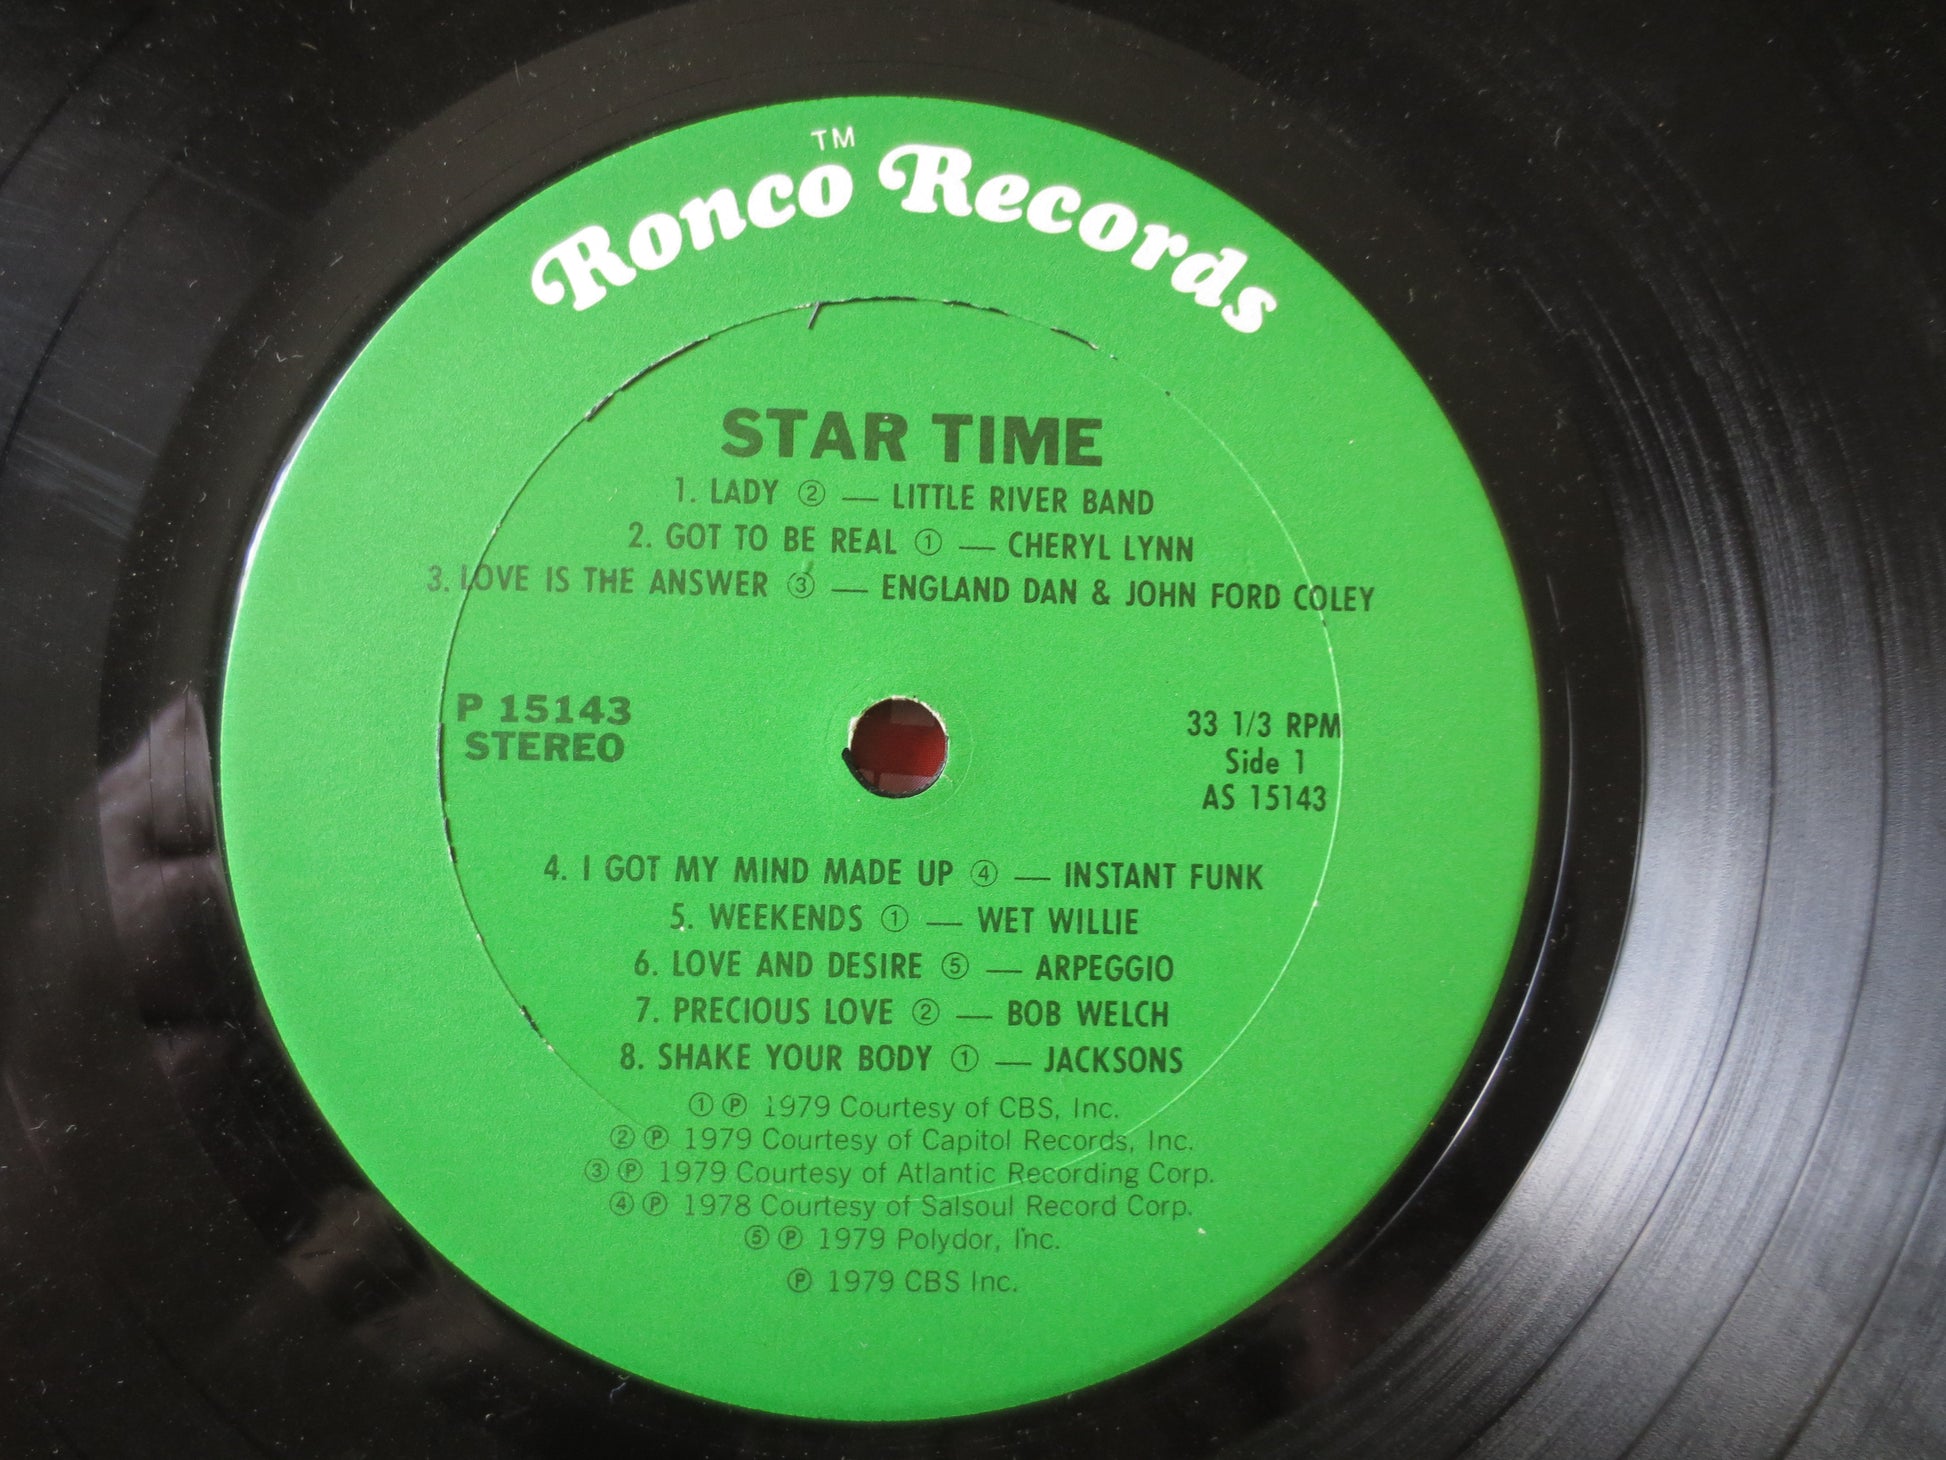 Ronco™ Records
STAR TIME
1. LADY ② — LITTLE RIVER BAND
2. GOT TO BE REAL ① — CHERYL LYNN
3. LOVE IS THE ANSWER ③ — ENGLAND DAN & JOHN FORD COLEY
P 15143
STEREO
33 1/3 RPM
Side 1
AS 15143
4. I GOT MY MIND MADE UP ④ — INSTANT FUNK
5. WEEKENDS ① — WET WILLIE
6. LOVE AND DESIRE ⑤ — ARPEGGIO
7. PRECIOUS LOVE ② — BOB WELCH
8. SHAKE YOUR BODY ① — JACKSONS
① ℗ 1979 Courtesy of CBS, Inc.
② ℗ 1979 Courtesy of Capitol Records, Inc.
③ ℗ 1979 Courtesy of Atlantic Recording Corp.
④ ℗ 1978 Courtesy of Salsoul Record Corp.
⑤ ℗ 1979 Polydor, Inc.
℗ 1979 CBS Inc.